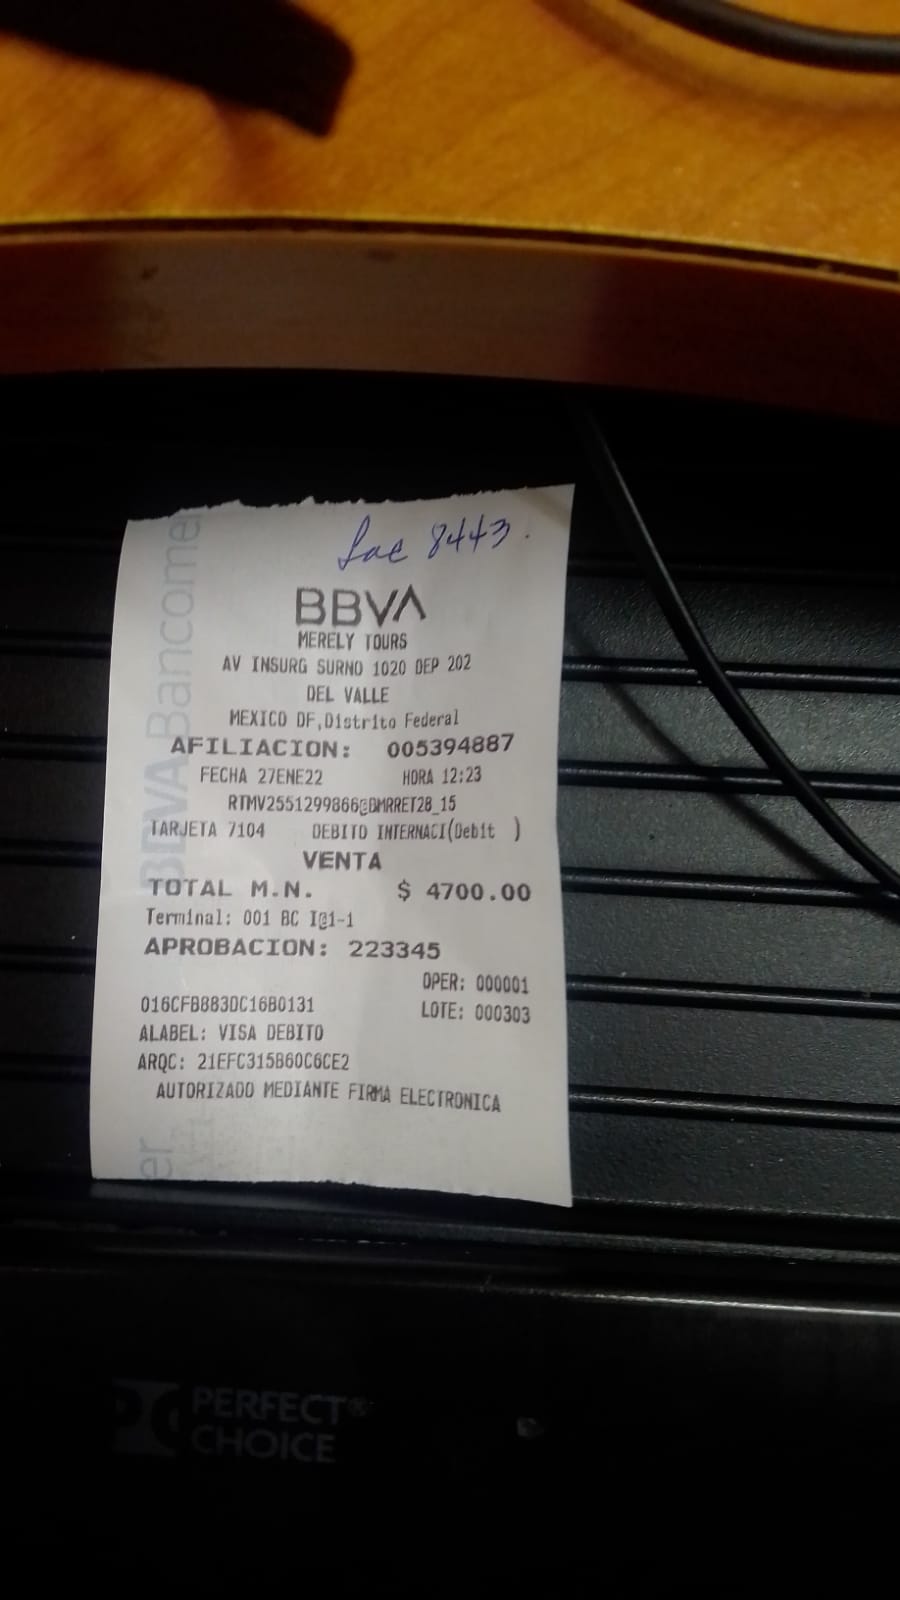 Fac 8443.
BBVA
MERELY TOURS
AV INSURG SURNO 1020 DEP 202
DEL VALLE
MEXICO DF,Distrito Federal
AFILIACION: 005394887
FECHA 27ENE22 HORA 12:23
RTMV2551299866@BMRRET28_15
TARJETA 7104 DEBITO INTERNACI(Debit )
VENTA
TOTAL M.N. $ 4700.00
Terminal: 001 BC I@1-1
APROBACION: 223345
OPER: 000001
016CFB883DC16B0131 LOTE: 000303
ALABEL: VISA DEBITO
ARQC: 21EFC315B60C6CE2
AUTORIZADO MEDIANTE FIRMA ELECTRONICA
BBVABancomer
er
PC PERFECT®
CHOICE